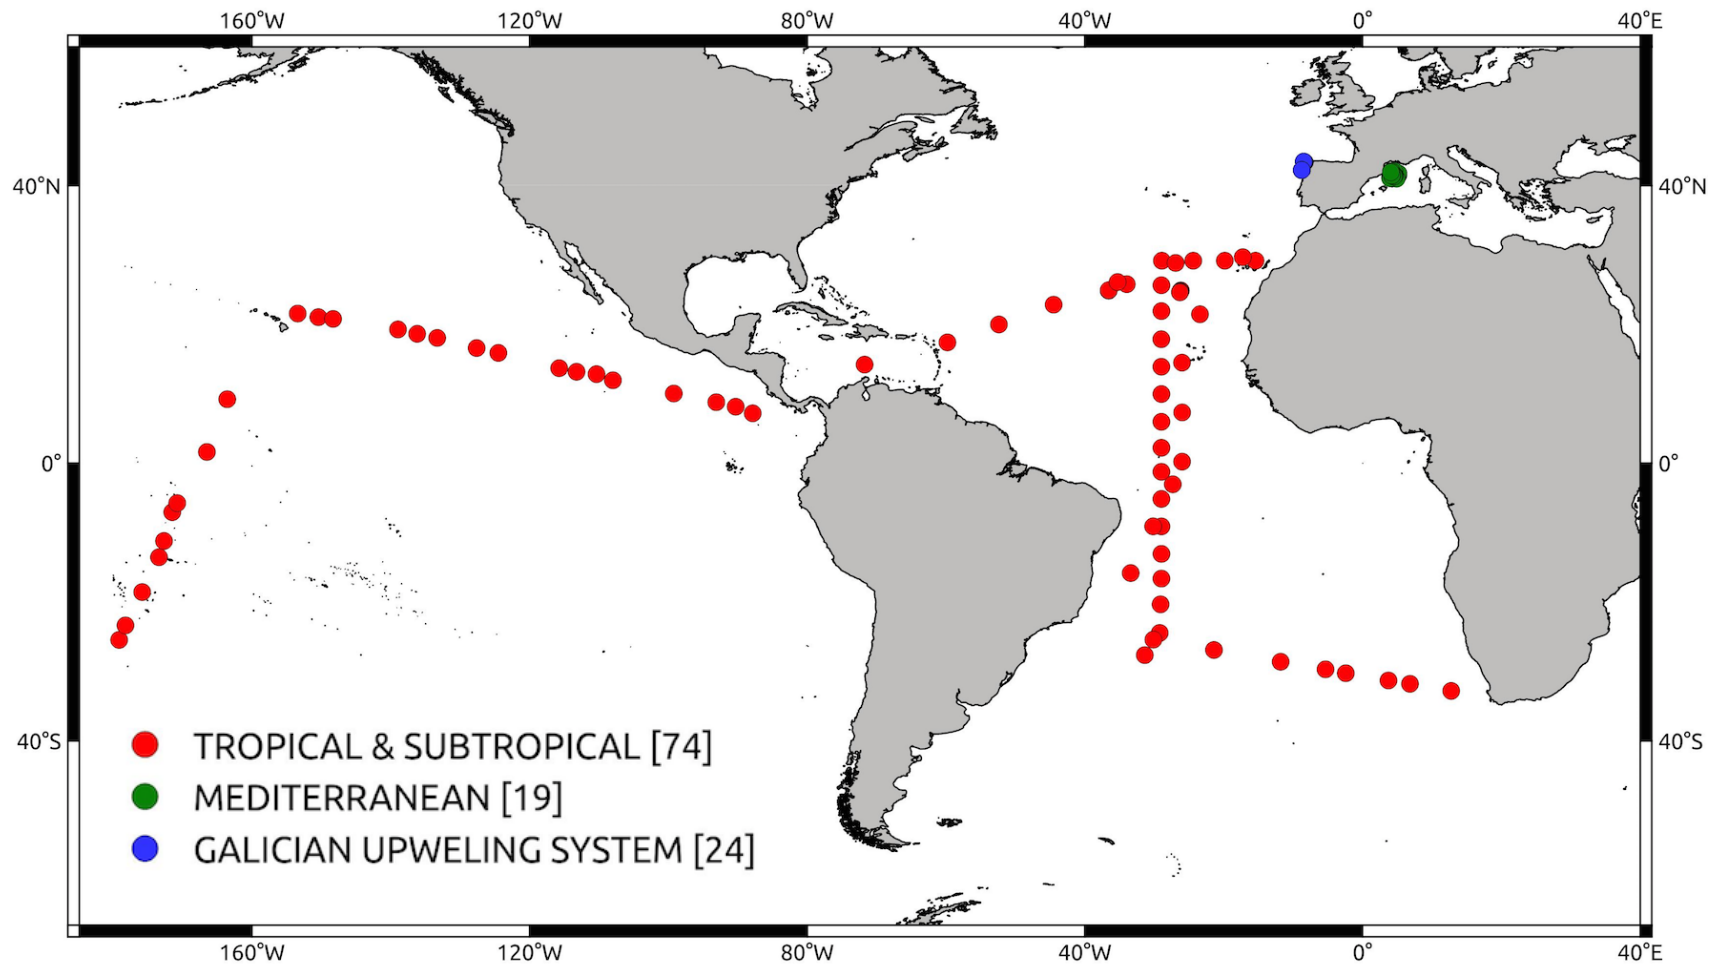 160°W 120°W 80°W 40°W 0° 40°E
40°N 40°N
0° 0°
40°S 40°S
TROPICAL & SUBTROPICAL [74]
MEDITERRANEAN [19]
GALICIAN UPWELING SYSTEM [24]
160°W 120°W 80°W 40°W 0° 40°E